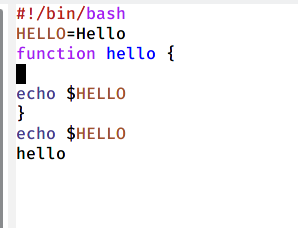 #!/bin/bash
HELLO=Hello
function hello {
echo $HELLO
}
echo $HELLO
hello